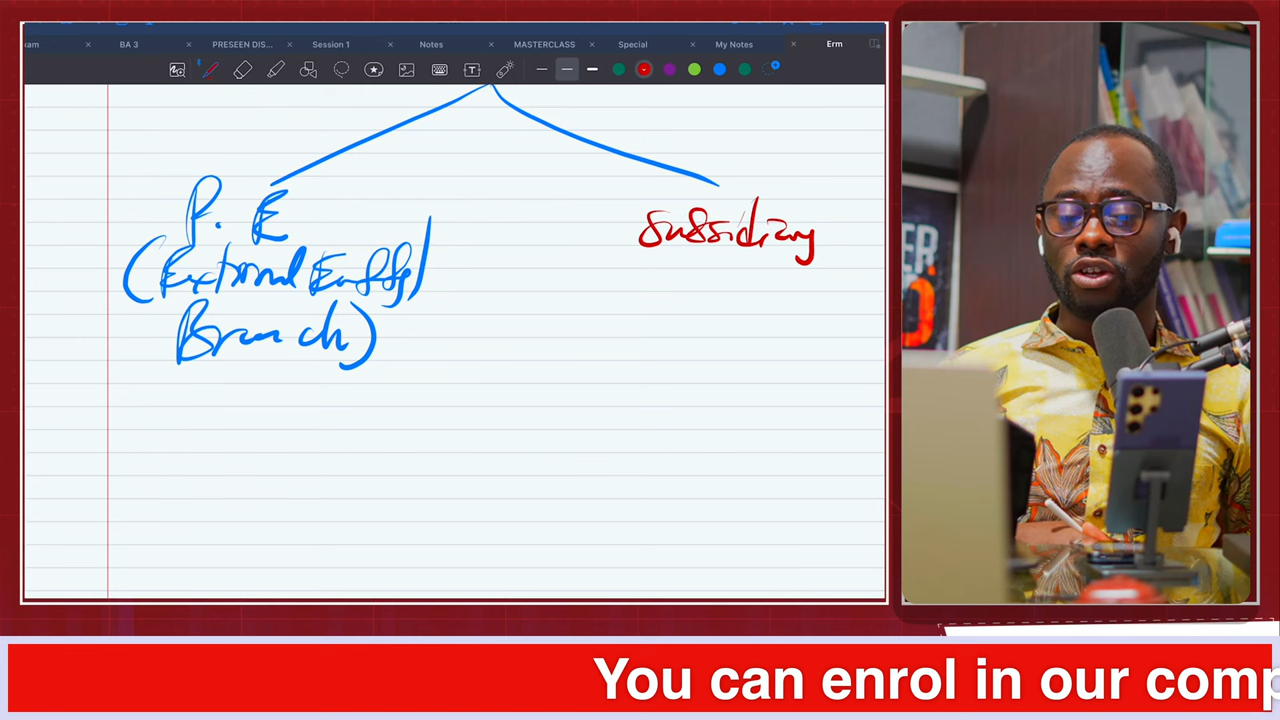 am
BA 3
PRESEEN DIS...
Session 1
Notes
MASTERCLASS
Special
My Notes
Erm
P. E
(External Entity)
Branch)
Subsidiary
You can enrol in our comp